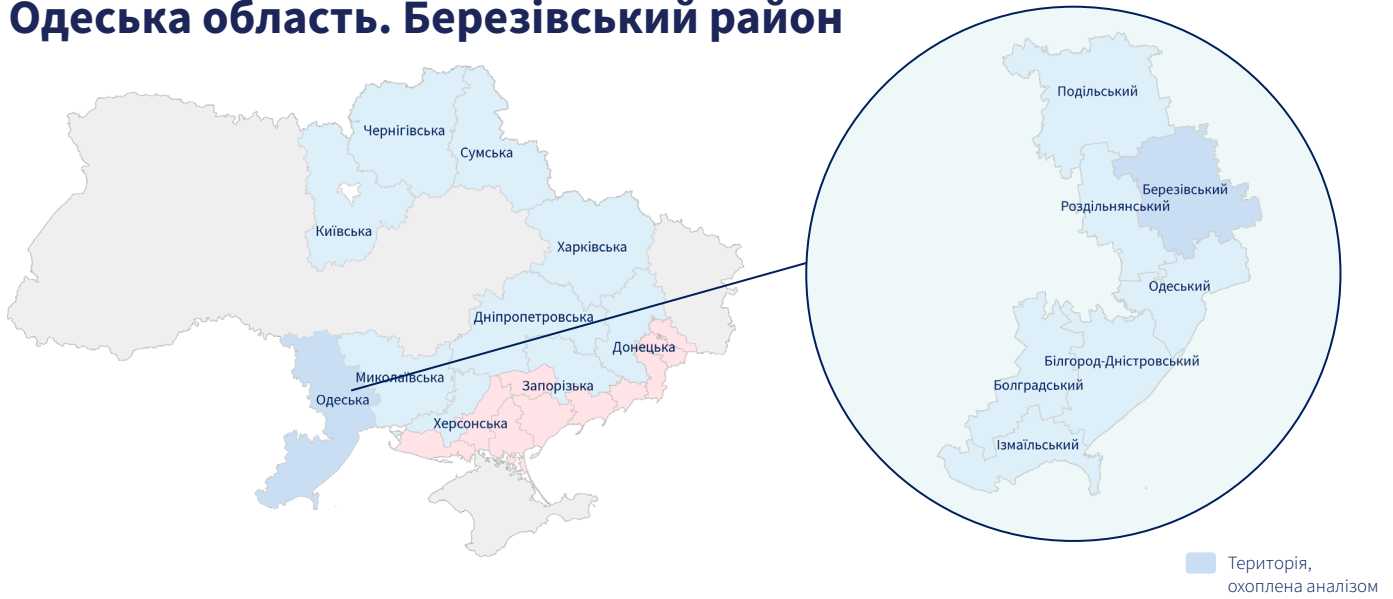 Одеська область. Березівський район
Чернігівська
Сумська
Київська
Харківська
Дніпропетровська
Донецька
Миколаївська
Запорізька
Одеська
Херсонська
Подільський
Березівський
Роздільнянський
Одеський
Білгород-Дністровський
Болградський
Ізмаїльський
Територія,
охоплена аналізом